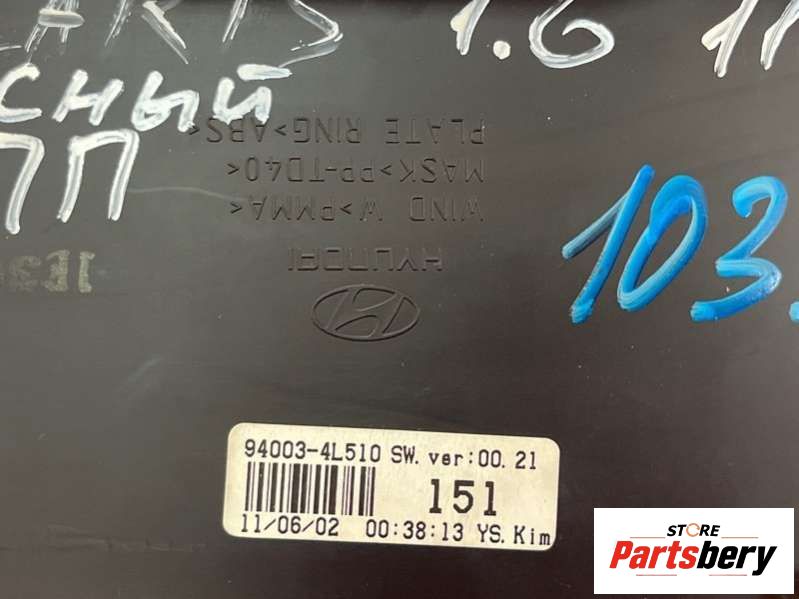 1.6
сный
ПП
PLATE RING>ABS<
MASK>PP-TD40<
WIND W>PMMA<
HYUNDAI
103.
94003-4L510 SW. ver:00. 21
151
11/06/02 00:38:13 YS. Kim
STORE
Partsbery